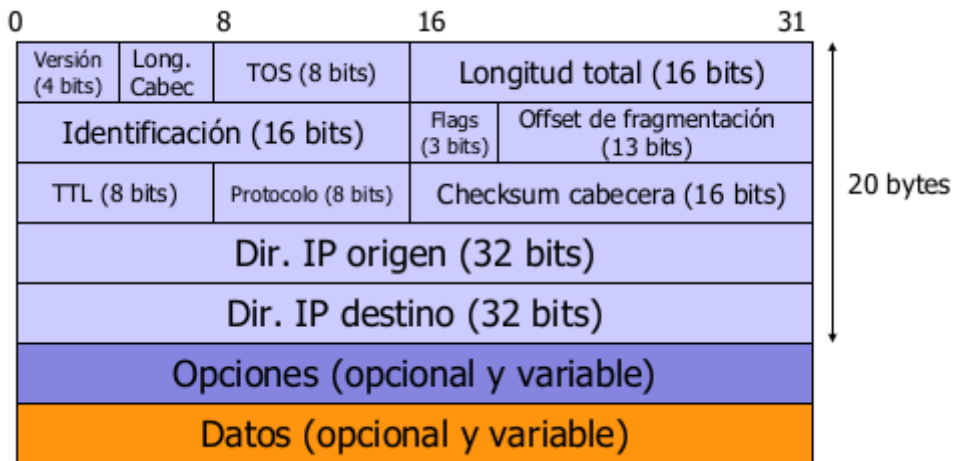 0 8 16 31
Versión
(4 bits)
Long.
Cabec
TOS (8 bits)
Longitud total (16 bits)
Identificación (16 bits)
Flags
(3 bits)
Offset de fragmentación
(13 bits)
TTL (8 bits)
Protocolo (8 bits)
Checksum cabecera (16 bits)
20 bytes
Dir. IP origen (32 bits)
Dir. IP destino (32 bits)
Opciones (opcional y variable)
Datos (opcional y variable)